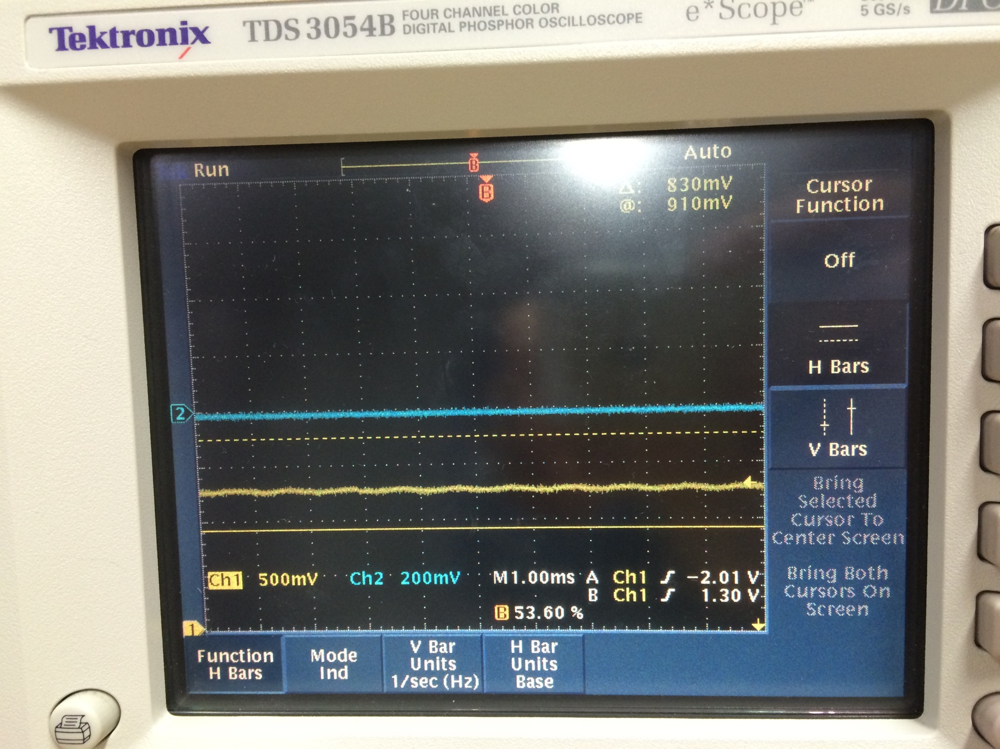 Tektronix TDS 3054B FOUR CHANNEL COLOR
DIGITAL PHOSPHOR OSCILLOSCOPE
e*Scope™
5 GS/s
Run
Auto
B
B
Δ: 830mV
@: 910mV
Cursor
Function
Off
H Bars
V Bars
Bring
Selected
Cursor To
Center Screen
Bring Both
Cursors On
Screen
2
Ch1 500mV Ch2 200mV M1.00ms A Ch1 ƒ -2.01 V
B Ch1 ƒ 1.30 V
B 53.60 %
1
Function
H Bars
Mode
Ind
V Bar
Units
1/sec (Hz)
H Bar
Units
Base